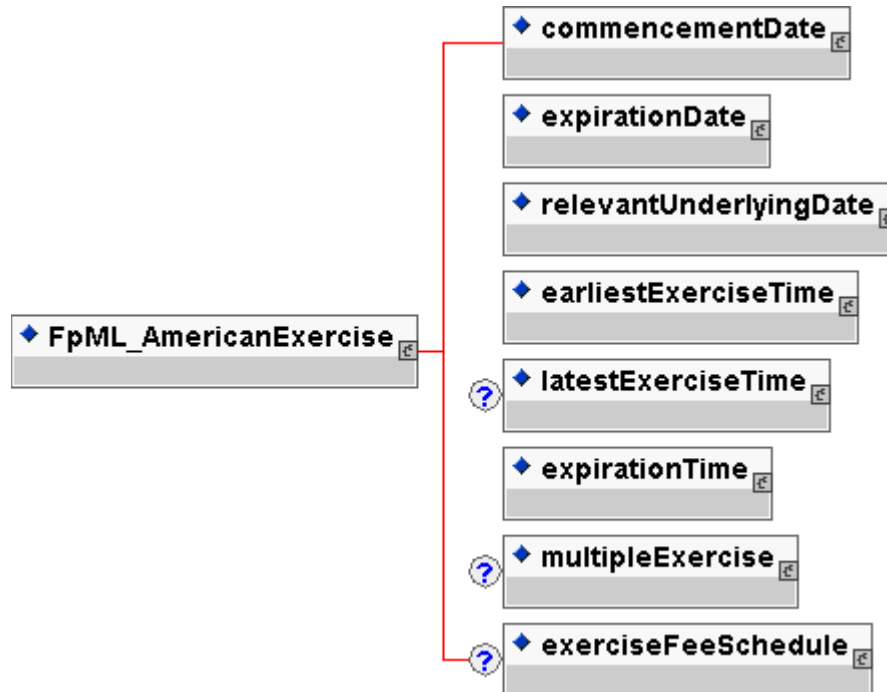 commencementDate
expirationDate
relevantUnderlyingDate
earliestExerciseTime
FpML_AmericanExercise
? latestExerciseTime
expirationTime
? multipleExercise
? exerciseFeeSchedule